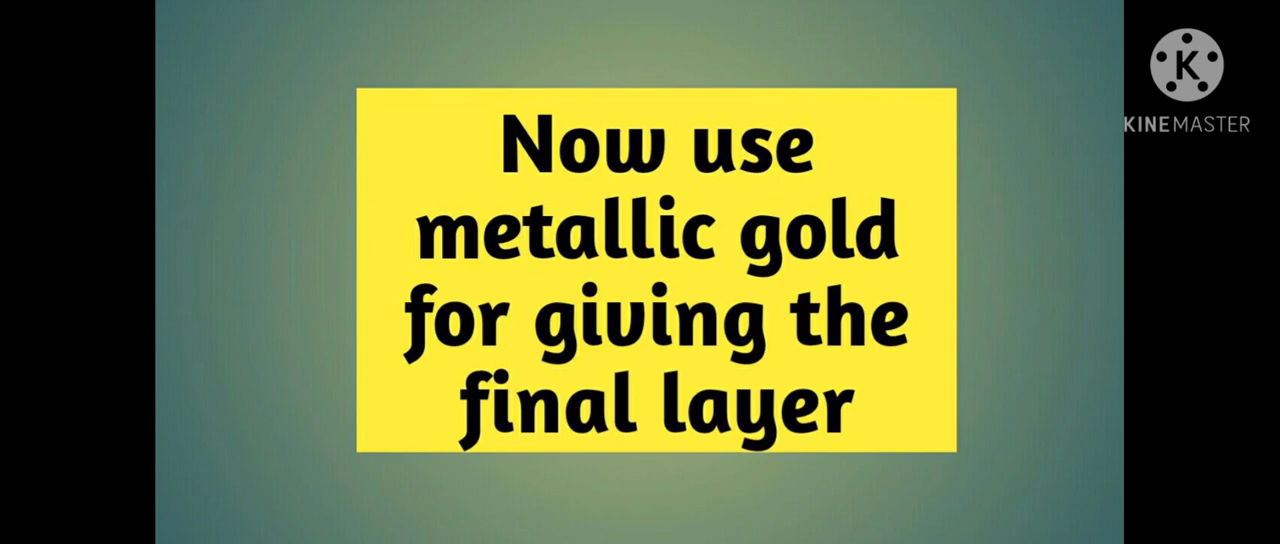 Now use
metallic gold
for giving the
final layer
K
KINEMASTER